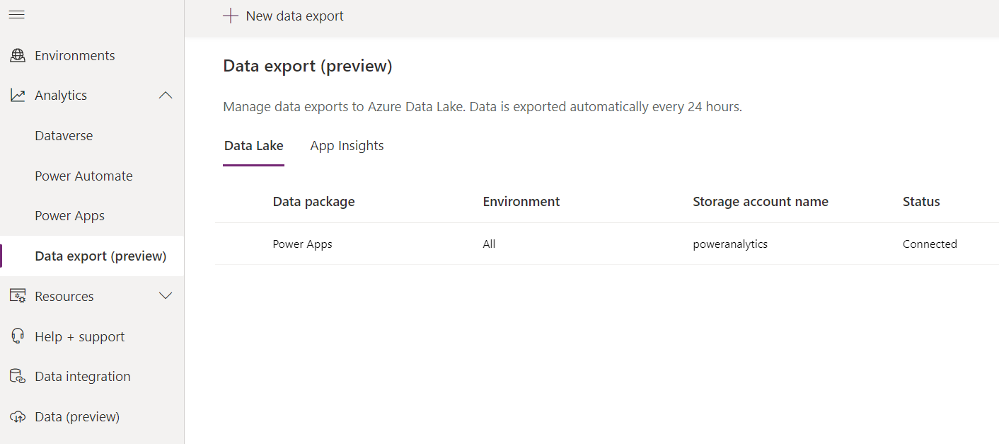 New data export
Environments
Analytics
Dataverse
Power Automate
Power Apps
Data export (preview)
Resources
Help + support
Data integration
Data (preview)
Data export (preview)
Manage data exports to Azure Data Lake. Data is exported automatically every 24 hours.
Data Lake App Insights
Data package Environment Storage account name Status
Power Apps All poweranalytics Connected